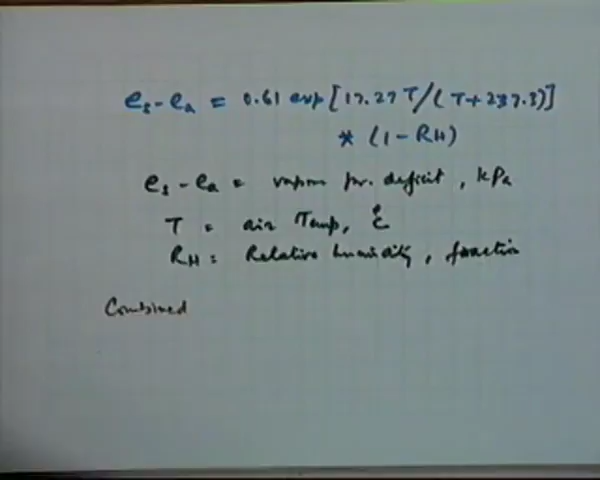 es - ea = 0.61 exp [17.27 T/(T+237.3)]
* (1 - RH)
es - ea = vapour pr. deficit, kPa
T = air Temp, °C
RH = Relative humidity, fraction
Combined